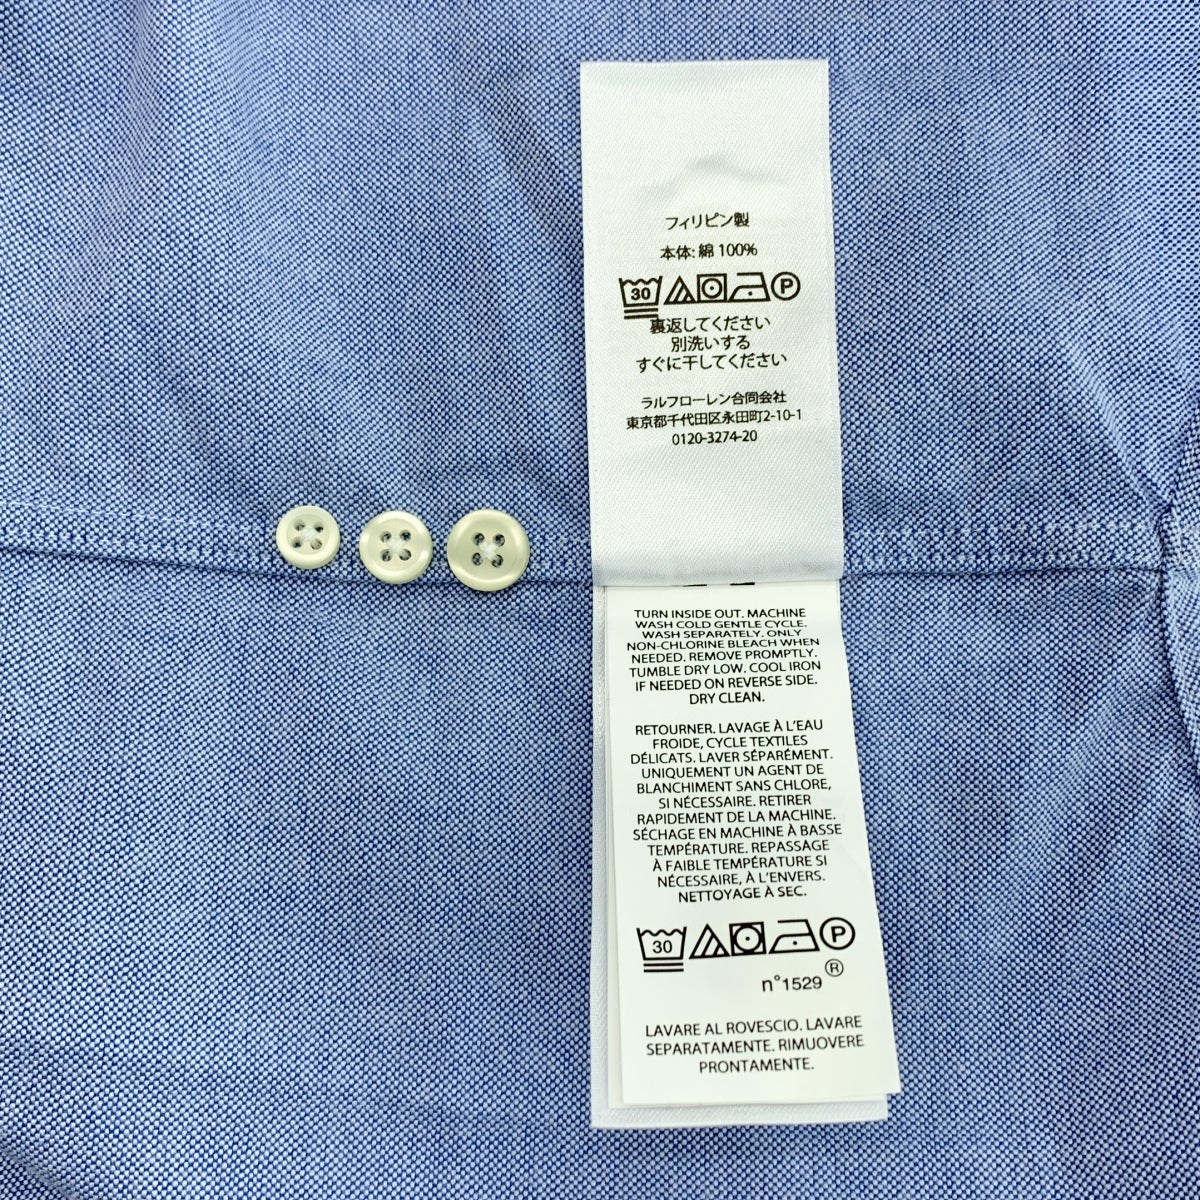 フィリピン製
本体: 綿 100%
30 P
裏返してください
別洗いする
すぐに干してください
ラルフローレン合同会社
東京都千代田区永田町2-10-1
0120-3274-20
TURN INSIDE OUT. MACHINE
WASH COLD GENTLE CYCLE.
WASH SEPARATELY. ONLY
NON-CHLORINE BLEACH WHEN
NEEDED. REMOVE PROMPTLY.
TUMBLE DRY LOW. COOL IRON
IF NEEDED ON REVERSE SIDE.
DRY CLEAN.
RETOURNER. LAVAGE À L'EAU
FROIDE, CYCLE TEXTILES
DÉLICATS. LAVER SÉPARÉMENT.
UNIQUEMENT UN AGENT DE
BLANCHIMENT SANS CHLORE,
SI NÉCESSAIRE. RETIRER
RAPIDEMENT DE LA MACHINE.
SÉCHAGE EN MACHINE À BASSE
TEMPÉRATURE. REPASSAGE
À FAIBLE TEMPÉRATURE SI
NÉCESSAIRE, À L'ENVERS.
NETTOYAGE À SEC.
30 P
n°1529 ®
LAVARE AL ROVESCIO. LAVARE
SEPARATAMENTE. RIMUOVERE
PRONTAMENTE.